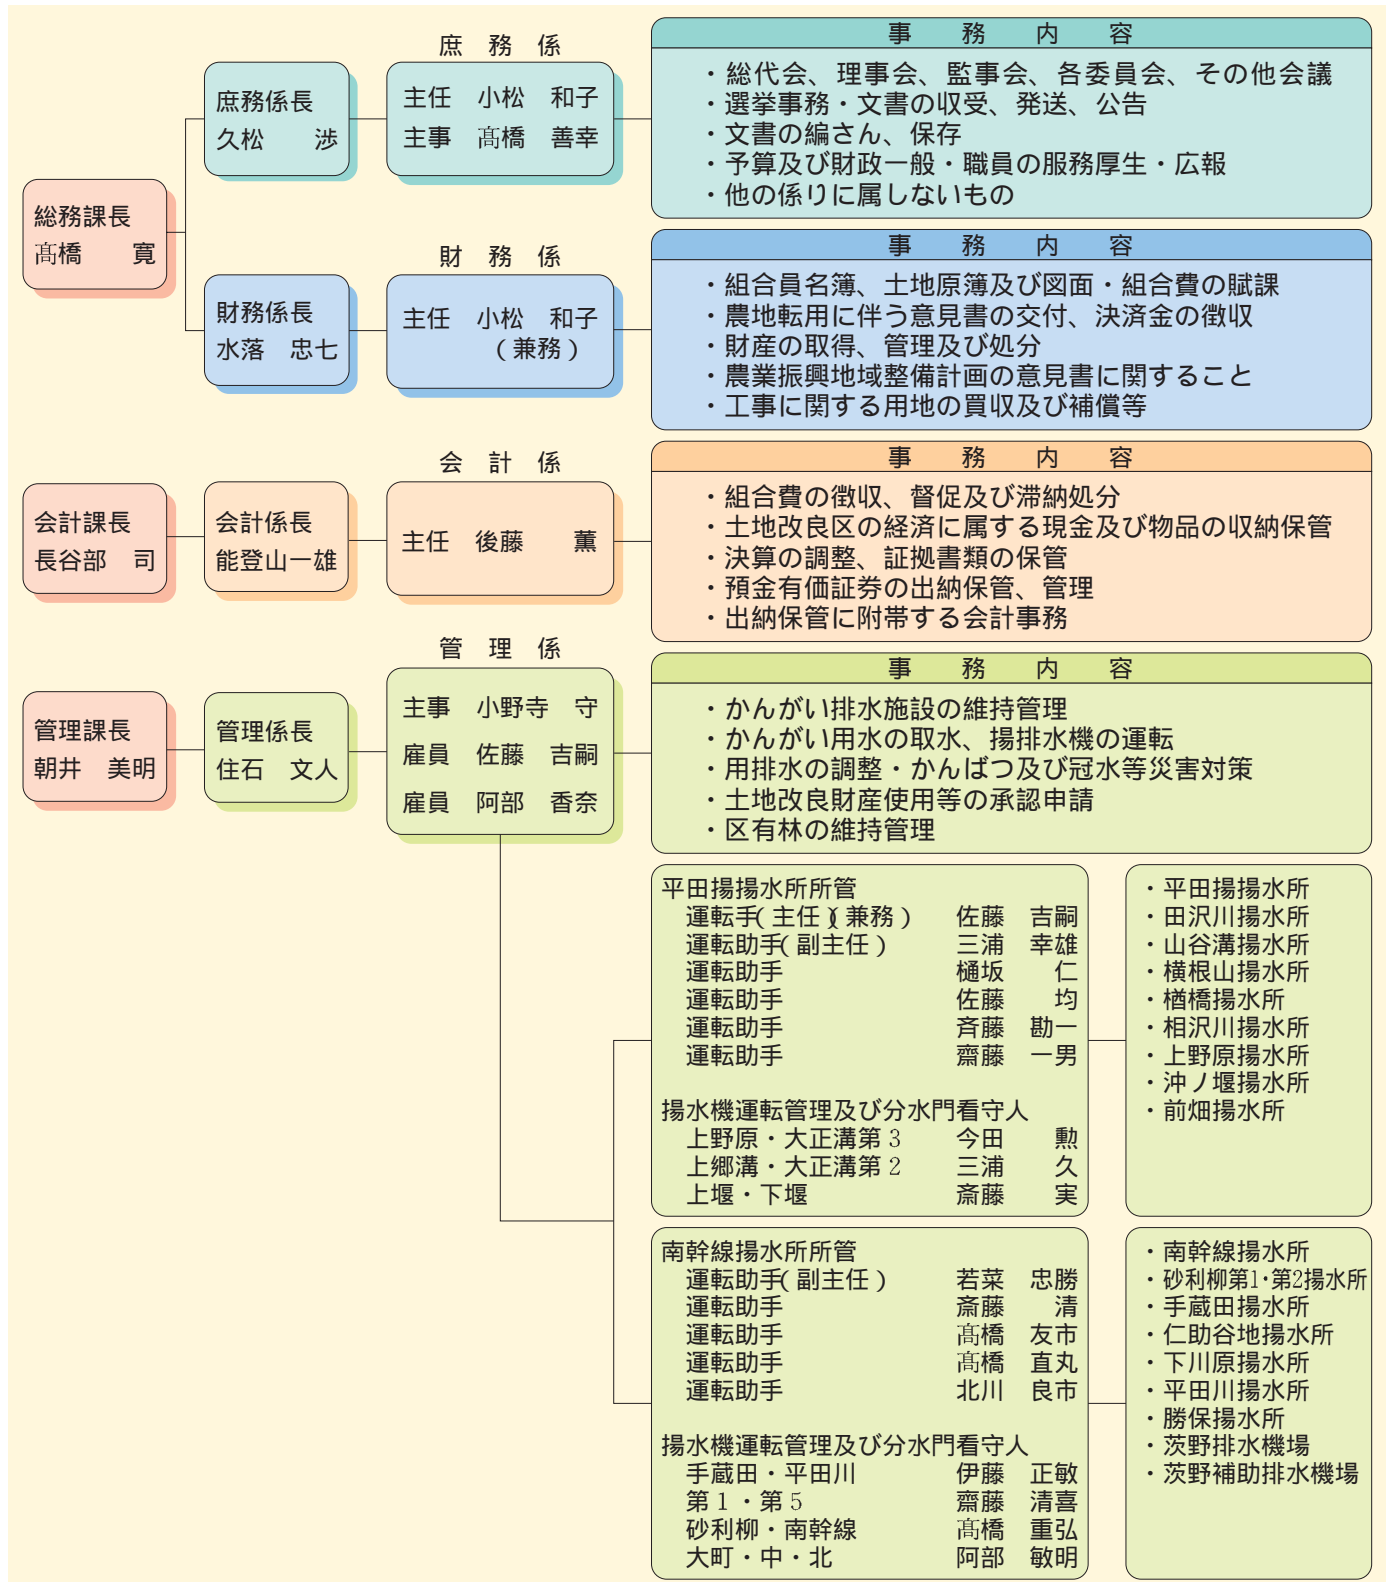 総務課長
髙橋　寛
庶務係長
久松　渉
庶務係
主任　小松　和子
主事　髙橋　善幸
事務内容
・総代会、理事会、監事会、各委員会、その他会議
・選挙事務・文書の収受、発送、公告
・文書の編さん、保存
・予算及び財政一般・職員の服務厚生・広報
・他の係りに属しないもの
財務係長
水落　忠七
財務係
主任　小松　和子
（兼務）
事務内容
・組合員名簿、土地原簿及び図面・組合費の賦課
・農地転用に伴う意見書の交付、決済金の徴収
・財産の取得、管理及び処分
・農業振興地域整備計画の意見書に関すること
・工事に関する用地の買収及び補償等
会計課長
長谷部　司
会計係長
能登山一雄
会計係
主任　後藤　薫
事務内容
・組合費の徴収、督促及び滞納処分
・土地改良区の経済に属する現金及び物品の収納保管
・決算の調整、証拠書類の保管
・預金有価証券の出納保管、管理
・出納保管に附帯する会計事務
管理課長
朝井　美明
管理係長
住石　文人
管理係
主事　小野寺　守
雇員　佐藤　吉嗣
雇員　阿部　香奈
事務内容
・かんがい排水施設の維持管理
・かんがい用水の取水、揚排水機の運転
・用排水の調整・かんばつ及び冠水等災害対策
・土地改良財産使用等の承認申請
・区有林の維持管理
平田揚揚水所所管
運転手（主任）（兼務）　佐藤　吉嗣
運転助手（副主任）　三浦　幸雄
運転助手　樋坂　仁
運転助手　佐藤　均
運転助手　斉藤　勘一
運転助手　齋藤　一男
揚水機運転管理及び分水門看守人
上野原・大正溝第3　今田　勲
上郷溝・大正溝第2　三浦　久
上堰・下堰　斎藤　実
・平田揚揚水所
・田沢川揚水所
・山谷溝揚水所
・横根山揚水所
・楢橋揚水所
・相沢川揚水所
・上野原揚水所
・沖ノ堰揚水所
・前畑揚水所
南幹線揚水所所管
運転助手（副主任）　若菜　忠勝
運転助手　斎藤　清
運転助手　髙橋　友市
運転助手　髙橋　直丸
運転助手　北川　良市
揚水機運転管理及び分水門看守人
手蔵田・平田川　伊藤　正敏
第1・第5　齋藤　清喜
砂利柳・南幹線　髙橋　重弘
大町・中・北　阿部　敏明
・南幹線揚水所
・砂利柳第1・第2揚水所
・手蔵田揚水所
・仁助谷地揚水所
・下川原揚水所
・平田川揚水所
・勝保揚水所
・茨野排水機場
・茨野補助排水機場